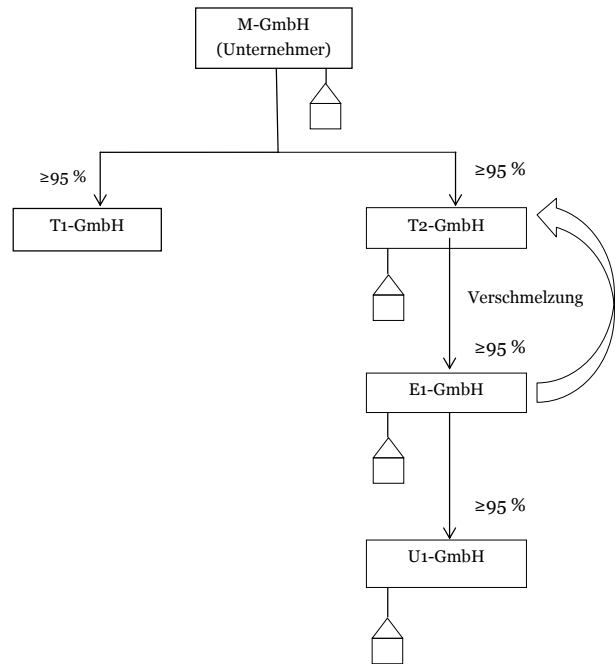 M-GmbH
(Unternehmer)
≥95 %
≥95 %
T1-GmbH
T2-GmbH
Verschmelzung
≥95 %
E1-GmbH
≥95 %
U1-GmbH